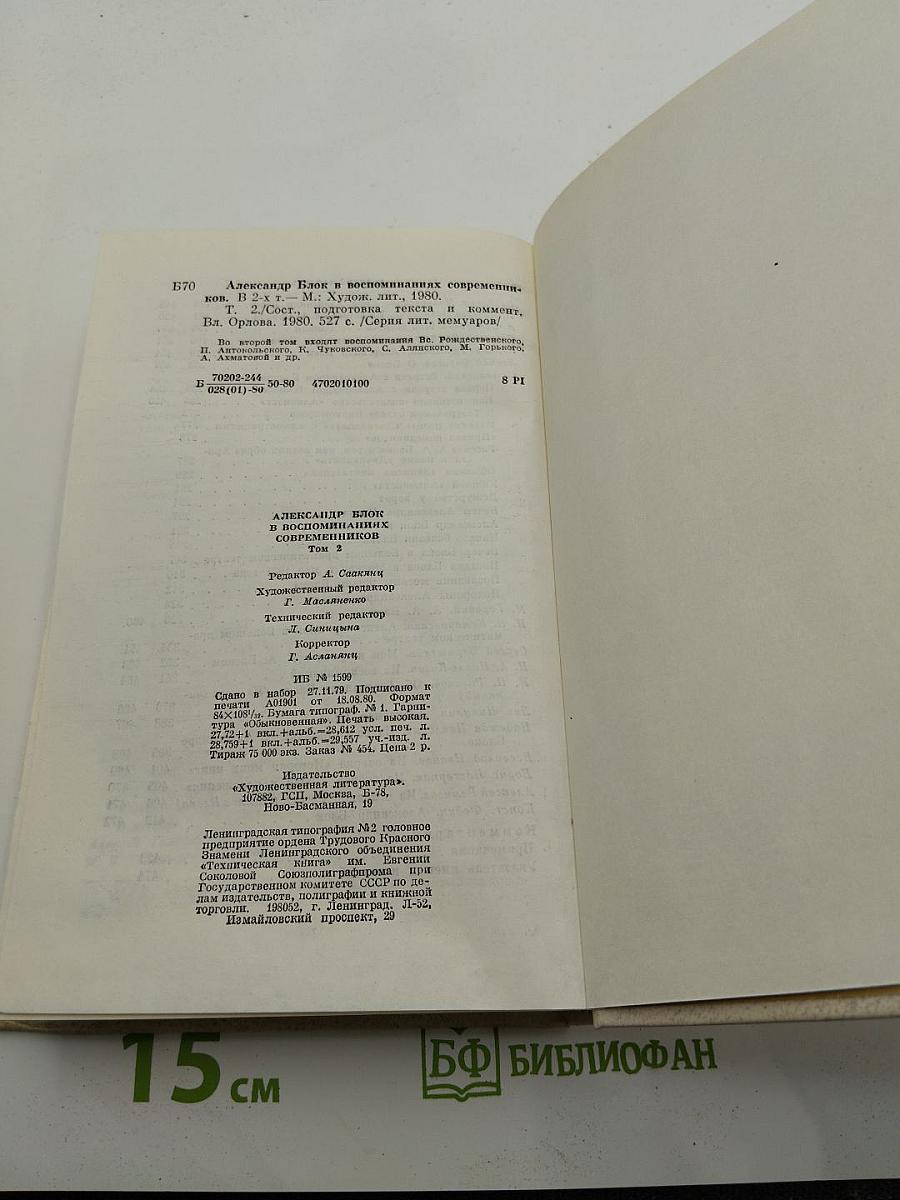 Б70 Александр Блок в воспоминаниях современни-
ков. В 2-х т.— М.: Худож. лит., 1980.
Т. 2./Сост., подготовка текста и коммент,
Вл. Орлова. 1980. 527 с. /Серия лит. мемуаров/
Во второй том входят воспоминания Вс. Рождественского,
П. Антокольского, К. Чуковского, С. Алянского, М. Горького,
А. Ахматовой и др.
Б 70202-244 50-80 4702010100 8 Р1
028(01)-80
АЛЕКСАНДР БЛОК
В ВОСПОМИНАНИЯХ
СОВРЕМЕННИКОВ
Том 2
Редактор А. Саакянц
Художественный редактор
Г. Масляненко
Технический редактор
Л. Синицына
Корректор
Г. Асланянц
ИБ № 1599
Сдано в набор 27.11.79. Подписано к
печати А01901 от 18.08.80. Формат
84×108¹/₃₂. Бумага типограф. № 1. Гарни-
тура «Обыкновенная». Печать высокая.
27,72+1 вкл.+альб.=28,612 усл. печ. л.
28,759+1 вкл.+альб.=29,557 уч.-изд. л.
Тираж 75 000 экз. Заказ № 454. Цена 2 р.
Издательство
«Художественная литература».
107882, ГСП, Москва, Б-78,
Ново-Басманная, 19
Ленинградская типография №2 головное
предприятие ордена Трудового Красного
Знамени Ленинградского объединения
«Техническая книга» им. Евгении
Соколовой Союзполиграфпрома при
Государственном комитете СССР по де-
лам издательств, полиграфии и книжной
торговли. 198052, г. Ленинград, Л-52,
Измайловский проспект, 29
15 см
БФ БИБЛИОФАН